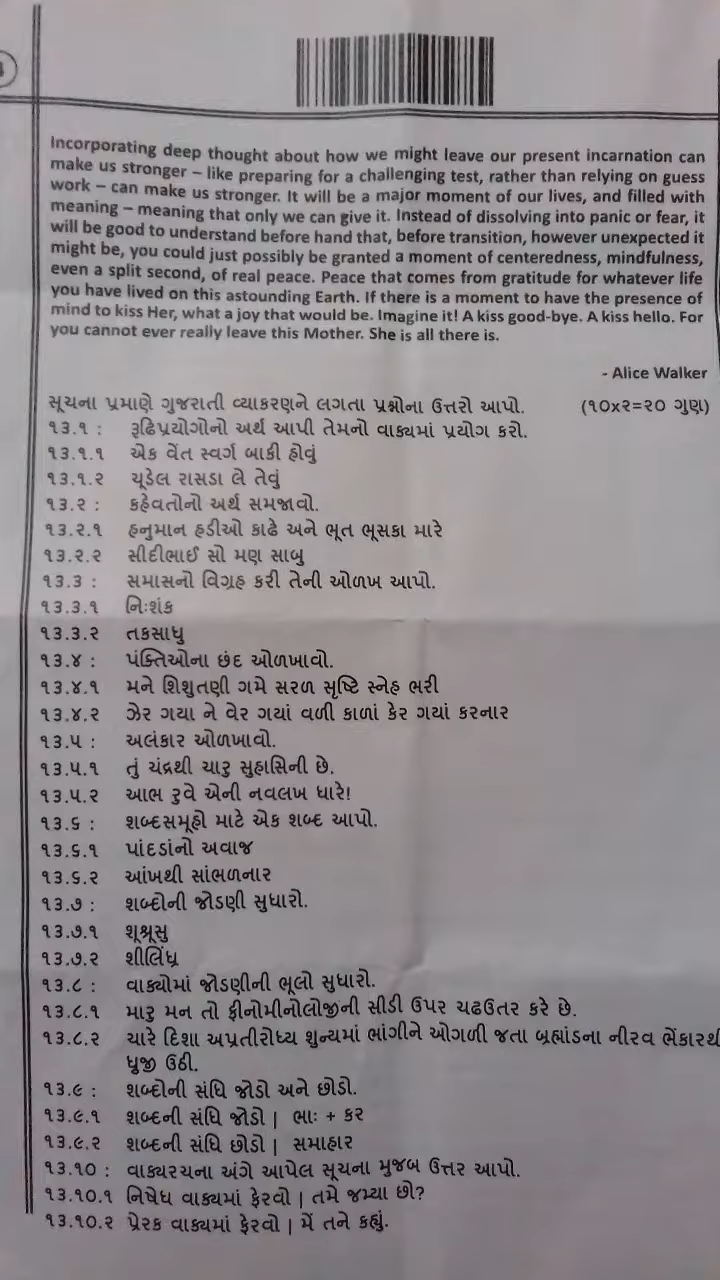 Incorporating deep thought about how we might leave our present incarnation can
make us stronger – like preparing for a challenging test, rather than relying on guess
work – can make us stronger. It will be a major moment of our lives, and filled with
meaning – meaning that only we can give it. Instead of dissolving into panic or fear, it
will be good to understand before hand that, before transition, however unexpected it
might be, you could just possibly be granted a moment of centeredness, mindfulness,
even a split second, of real peace. Peace that comes from gratitude for whatever life
you have lived on this astounding Earth. If there is a moment to have the presence of
mind to kiss Her, what a joy that would be. Imagine it! A kiss good-bye. A kiss hello. For
you cannot ever really leave this Mother. She is all there is.
- Alice Walker
સૂચના પ્રમાણે ગુજરાતી વ્યાકરણને લગતા પ્રશ્નોના ઉત્તરો આપો. (૧૦x૨=૨૦ ગુણ)
૧૩.૧ : રૂઢિપ્રયોગોનો અર્થ આપી તેમનો વાક્યમાં પ્રયોગ કરો.
૧૩.૧.૧ એક વેંત સ્વર્ગ બાકી હોવું
૧૩.૧.૨ ચૂડેલ રાસડા લે તેવું
૧૩.૨ : કહેવતોનો અર્થ સમજાવો.
૧૩.૨.૧ હનુમાન હડીઓ કાઢે અને ભૂત ભૂસકા મારે
૧૩.૨.૨ સીદીભાઈ સો મણ સાબુ
૧૩.૩ : સમાસનો વિગ્રહ કરી તેની ઓળખ આપો.
૧૩.૩.૧ નિઃશંક
૧૩.૩.૨ તકસાધુ
૧૩.૪ : પંક્તિઓના છંદ ઓળખાવો.
૧૩.૪.૧ મને શિશુતણી ગમે સરળ સૃષ્ટિ સ્નેહ ભરી
૧૩.૪.૨ ઝેર ગયા ને વેર ગયાં વળી કાળાં કેર ગયાં કરનાર
૧૩.૫ : અલંકાર ઓળખાવો.
૧૩.૫.૧ તું ચંદ્રથી ચારુ સુહાસિની છે.
૧૩.૫.૨ આભ રુવે એની નવલખ ધારે!
૧૩.૬ : શબ્દસમૂહો માટે એક શબ્દ આપો.
૧૩.૬.૧ પાંદડાંનો અવાજ
૧૩.૬.૨ આંખથી સાંભળનાર
૧૩.૭ : શબ્દોની જોડણી સુધારો.
૧૩.૭.૧ શૂશ્રૂસુ
૧૩.૭.૨ શીલિંધ્ર
૧૩.૮ : વાક્યોમાં જોડણીની ભૂલો સુધારો.
૧૩.૮.૧ મારુ મન તો ફીનોમીનોલોજીની સીડી ઉપર ચઢઉતર કરે છે.
૧૩.૮.૨ ચારે દિશા અપ્રતીરોધ્ય શુન્યમાં ભાંગીને ઓગળી જતા બ્રહ્માંડના નીરવ ભેંકારથી
ધ્રુજી ઉઠી.
૧૩.૯ : શબ્દોની સંધિ જોડો અને છોડો.
૧૩.૯.૧ શબ્દની સંધિ જોડો | ભાઃ + કર
૧૩.૯.૨ શબ્દની સંધિ છોડો | સમાહાર
૧૩.૧૦ : વાક્યરચના અંગે આપેલ સૂચના મુજબ ઉત્તર આપો.
૧૩.૧૦.૧ નિષેધ વાક્યમાં ફેરવો | તમે જમ્યા છો?
૧૩.૧૦.૨ પ્રેરક વાક્યમાં ફેરવો | મેં તને કહ્યું.